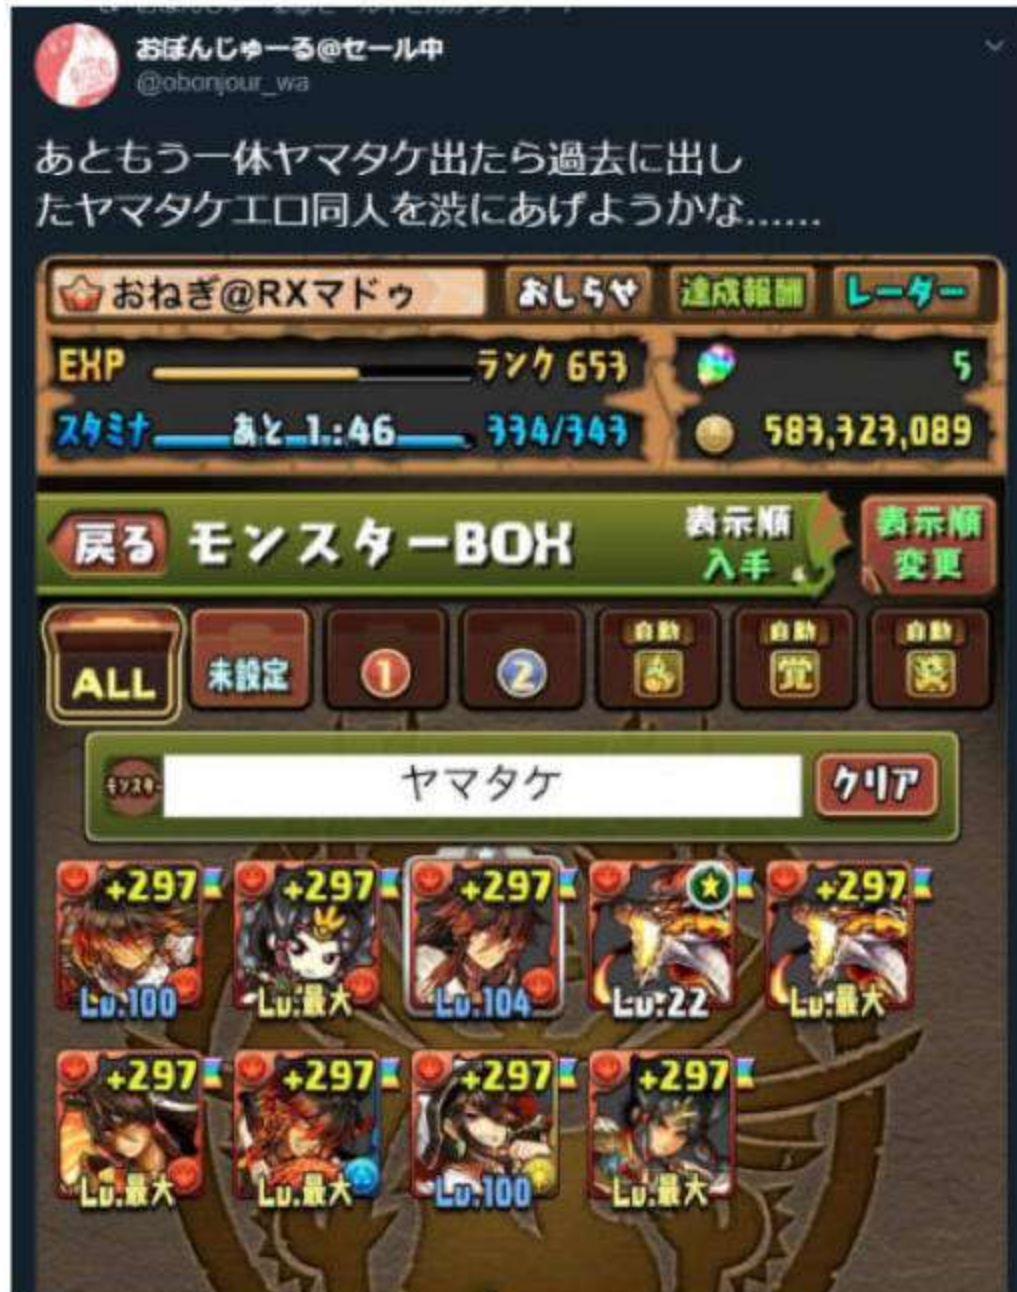 おぼんじゅーる@セール中
@obonjour_wa
あともう一体ヤマタケ出たら過去に出し
たヤマタケエロ同人を渋にあげようかな......
おねぎ@RXマドゥ おしらせ 達成報酬 レーダー
EXP ランク 653 5
スタミナ あと 1:46 334/343 583,323,089
戻る モンスターBOX 表示順 入手 表示順 変更
ALL 未設定 1 2 自動 自動 覚 自動
モンスター ヤマタケ クリア
+297 +297 +297 +297
Lv.100 Lv.最大 Lv.104 Lv.22 Lv.最大
+297 +297 +297 +297
Lv.最大 Lv.最大 Lv.100 Lv.最大